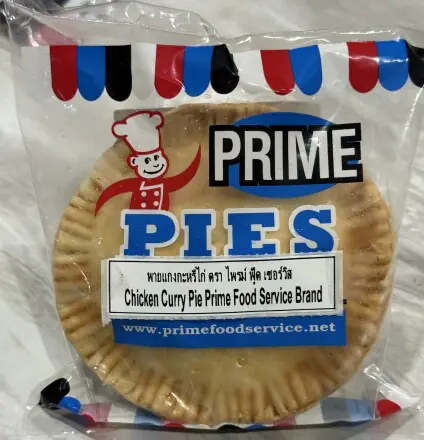 PRIME
PIES
พายแกงกะหรี่ไก่ ตรา ไพรม์ ฟู้ด เซอร์วิส
Chicken Curry Pie Prime Food Service Brand
www.primefoodservice.net